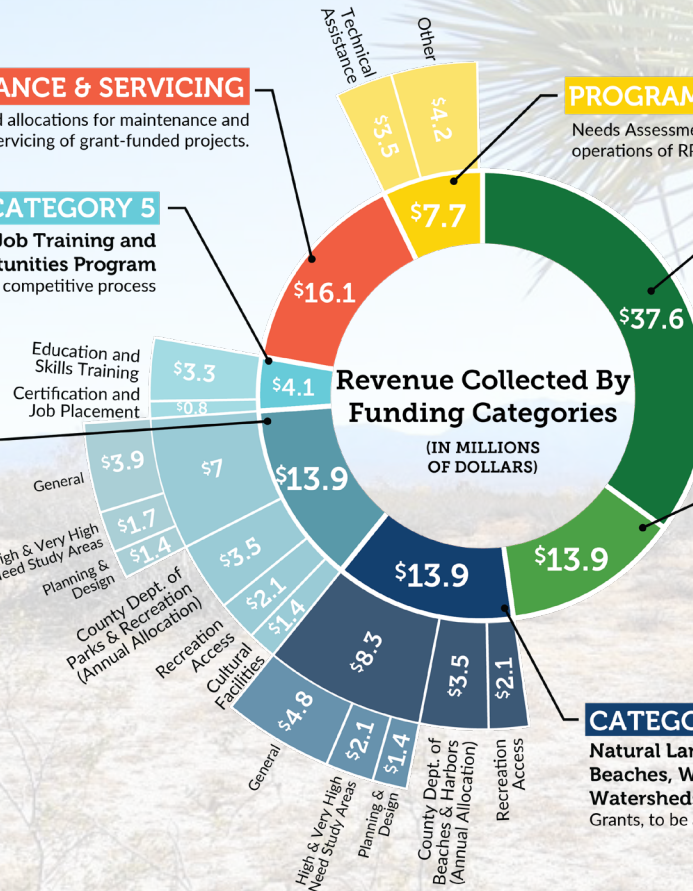 Technical
Assistance
Other
$3.5
$4.2
ANCE & SERVICING
allocations for maintenance and
servicing of grant-funded projects.
PROGRAM
Needs Assessme
operations of RP
$7.7
CATEGORY 5
Job Training and
tunities Program
competitive process
$16.1
$37.6
Education and
Skills Training
$3.3
Certification and
Job Placement
$0.8
$4.1
Revenue Collected By
Funding Categories
(IN MILLIONS
OF DOLLARS)
General
$3.9
$7
$13.9
igh & Very High
Need Study Areas
$1.7
Planning &
Design
$1.4
County Dept. of
Parks & Recreation
(Annual Allocation)
$3.5
Recreation
Access
$2.1
Cultural
Facilities
$1.4
$13.9
$13.9
$8.3
$3.5
$2.1
General
$4.8
High & Very High
Need Study Areas
$2.1
Planning &
Design
$1.4
County Dept. of
Beaches & Harbors
(Annual Allocation)
Recreation
Access
CATEGO
Natural Lan
Beaches, W
Watersheds
Grants, to be